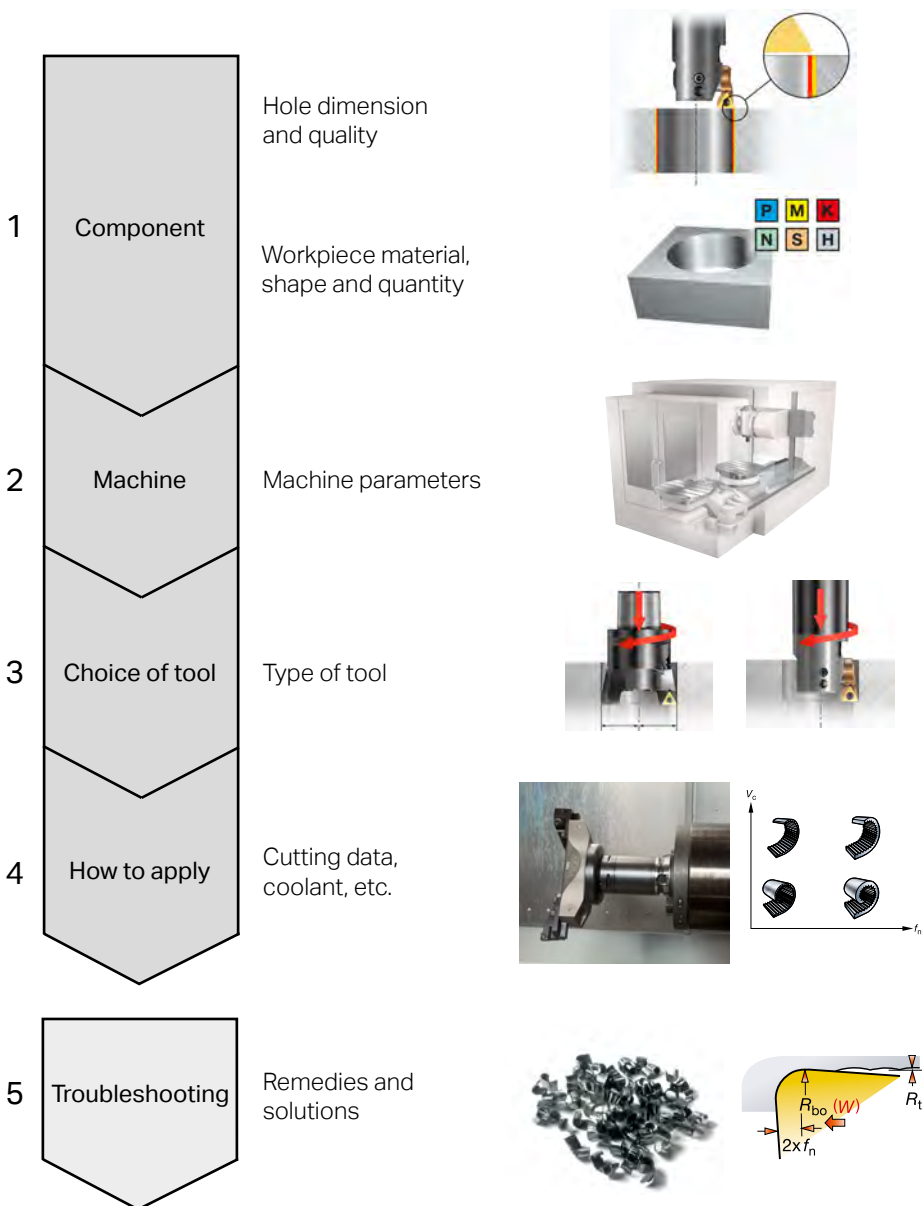 Hole dimension
and quality
1
Component
P M K
N S H
Workpiece material,
shape and quantity
2
Machine
Machine parameters
3
Choice of tool
Type of tool
4
How to apply
Cutting data,
coolant, etc.
Vc
fn
5
Troubleshooting
Remedies and
solutions
Rbo (W)
Rt
2x fn